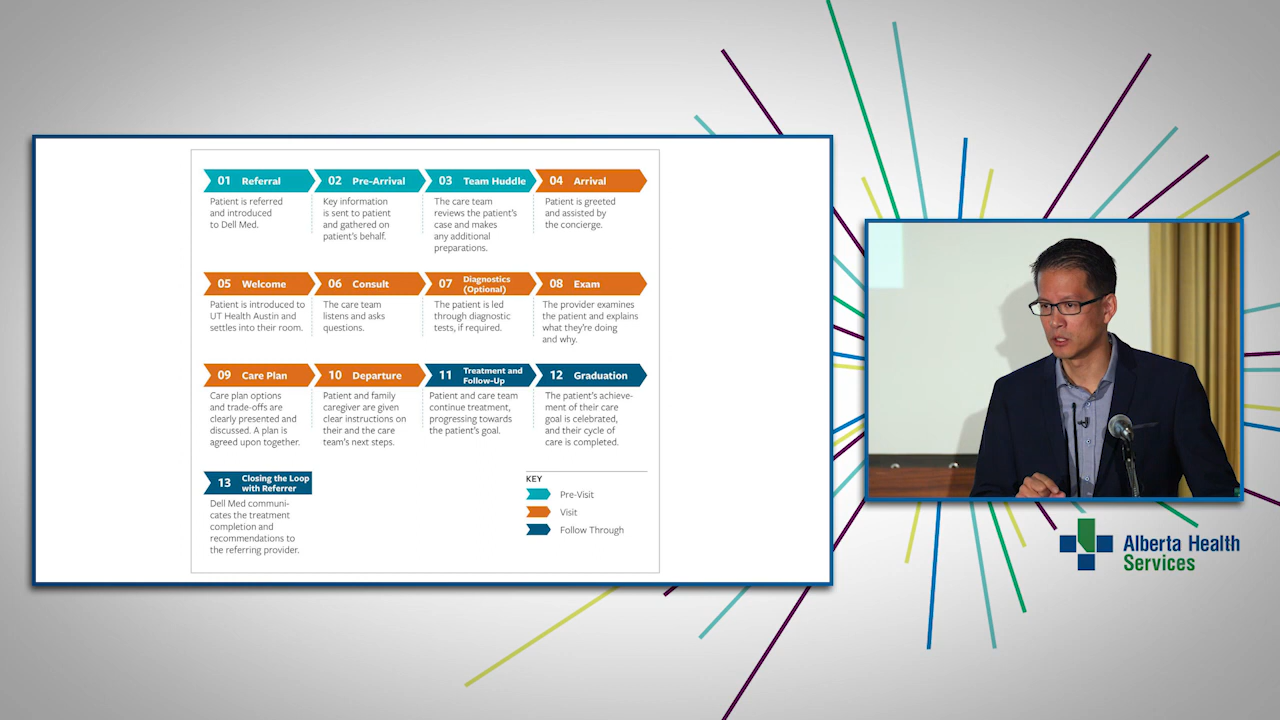 01 Referral
Patient is referred
and introduced
to Dell Med.
02 Pre-Arrival
Key information
is sent to patient
and gathered on
patient's behalf.
03 Team Huddle
The care team
reviews the patient's
case and makes
any additional
preparations.
04 Arrival
Patient is greeted
and assisted by
the concierge.
05 Welcome
Patient is introduced to
UT Health Austin and
settles into their room.
06 Consult
The care team
listens and asks
questions.
07 Diagnostics
(Optional)
The patient is led
through diagnostic
tests, if required.
08 Exam
The provider examines
the patient and explains
what they're doing
and why.
09 Care Plan
Care plan options
and trade-offs are
clearly presented and
discussed. A plan is
agreed upon together.
10 Departure
Patient and family
caregiver are given
clear instructions on
their and the care
team's next steps.
11 Treatment and
Follow-Up
Patient and care team
continue treatment,
progressing towards
the patient's goal.
12 Graduation
The patient's achieve-
ment of their care
goal is celebrated,
and their cycle of
care is completed.
13 Closing the Loop
with Referrer
Dell Med communi-
cates the treatment
completion and
recommendations to
the referring provider.
KEY
Pre-Visit
Visit
Follow Through
Alberta Health
Services